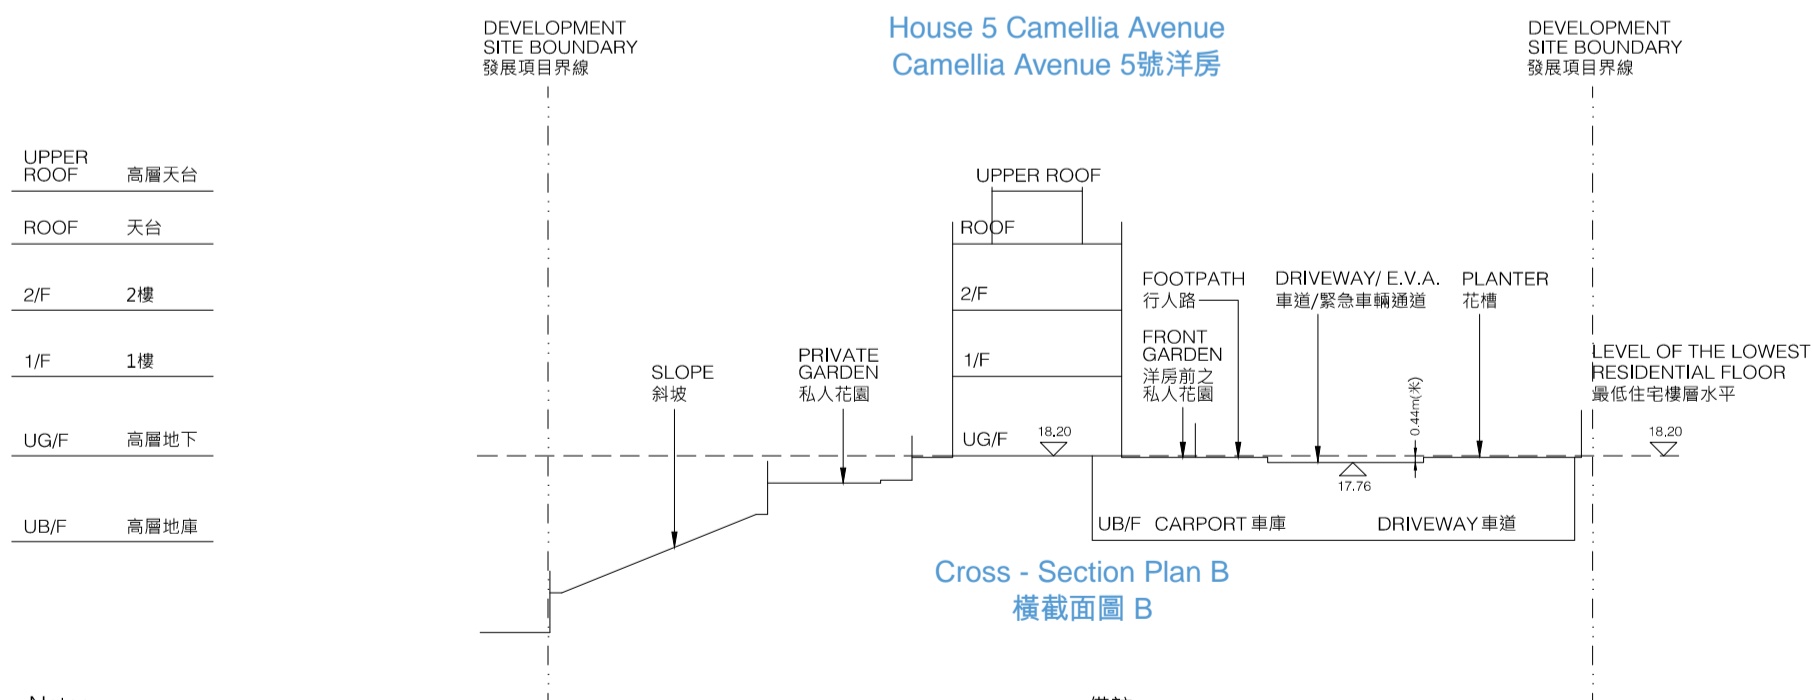 DEVELOPMENT
SITE BOUNDARY
發展項目界線
House 5 Camellia Avenue
Camellia Avenue 5號洋房
DEVELOPMENT
SITE BOUNDARY
發展項目界線
UPPER
ROOF 高層天台
ROOF 天台
2/F 2樓
1/F 1樓
UG/F 高層地下
UB/F 高層地庫
UPPER ROOF
ROOF
2/F
1/F
UG/F 18.20
SLOPE
斜坡
PRIVATE
GARDEN
私人花園
FOOTPATH
行人路
FRONT
GARDEN
洋房前之
私人花園
DRIVEWAY/ E.V.A.
車道/緊急車輛通道
PLANTER
花槽
0.44m(米)
17.76
LEVEL OF THE LOWEST
RESIDENTIAL FLOOR
最低住宅樓層水平
18.20
UB/F CARPORT 車庫 DRIVEWAY 車道
Cross - Section Plan B
橫截面圖 B